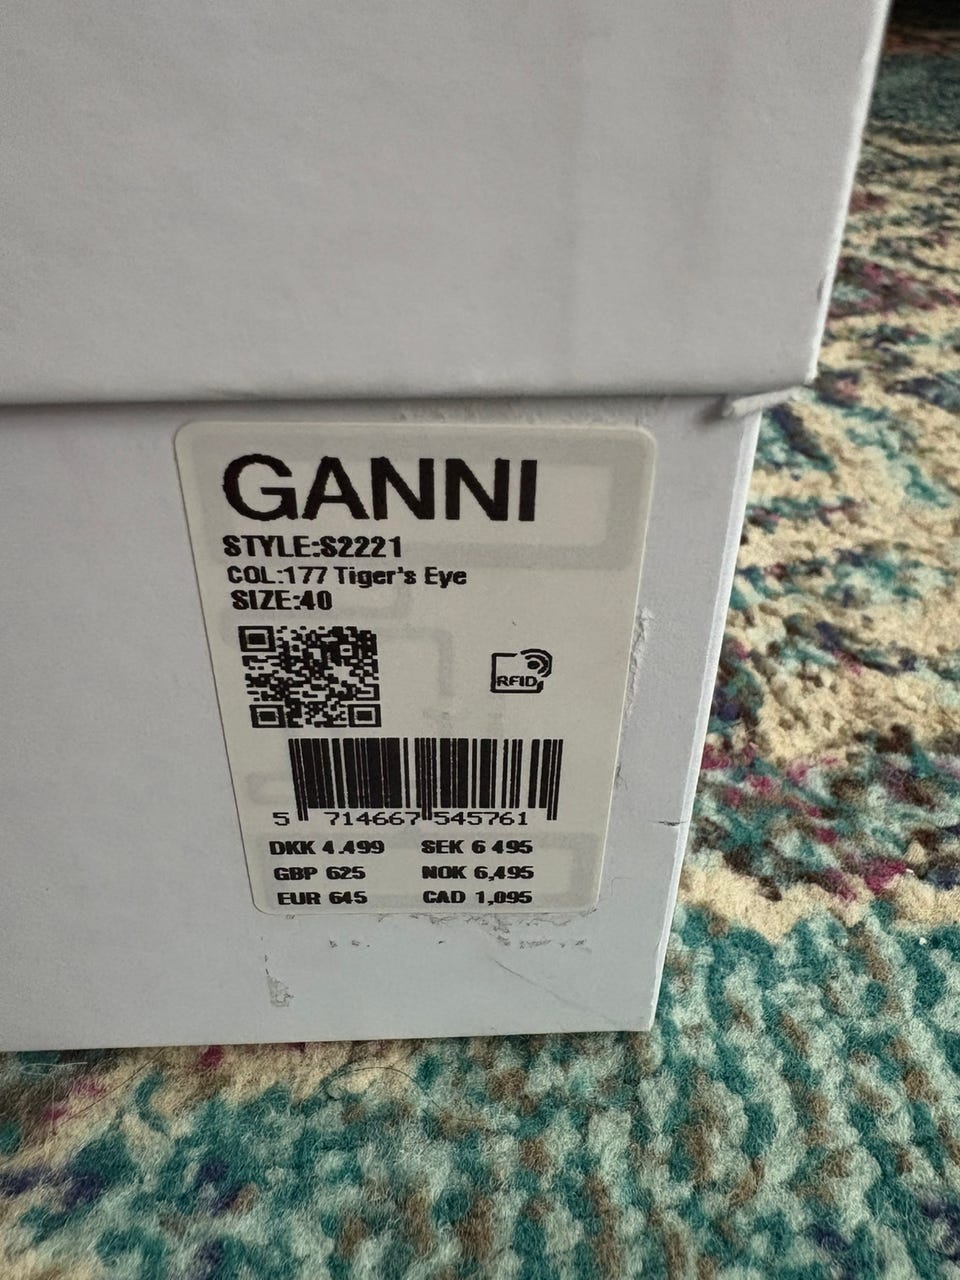 GANNI
STYLE:S2221
COL:177 Tiger's Eye
SIZE:40
RFID
5 714667 545761
DKK 4.499 SEK 6 495
GBP 625 NOK 6,495
EUR 645 CAD 1,095